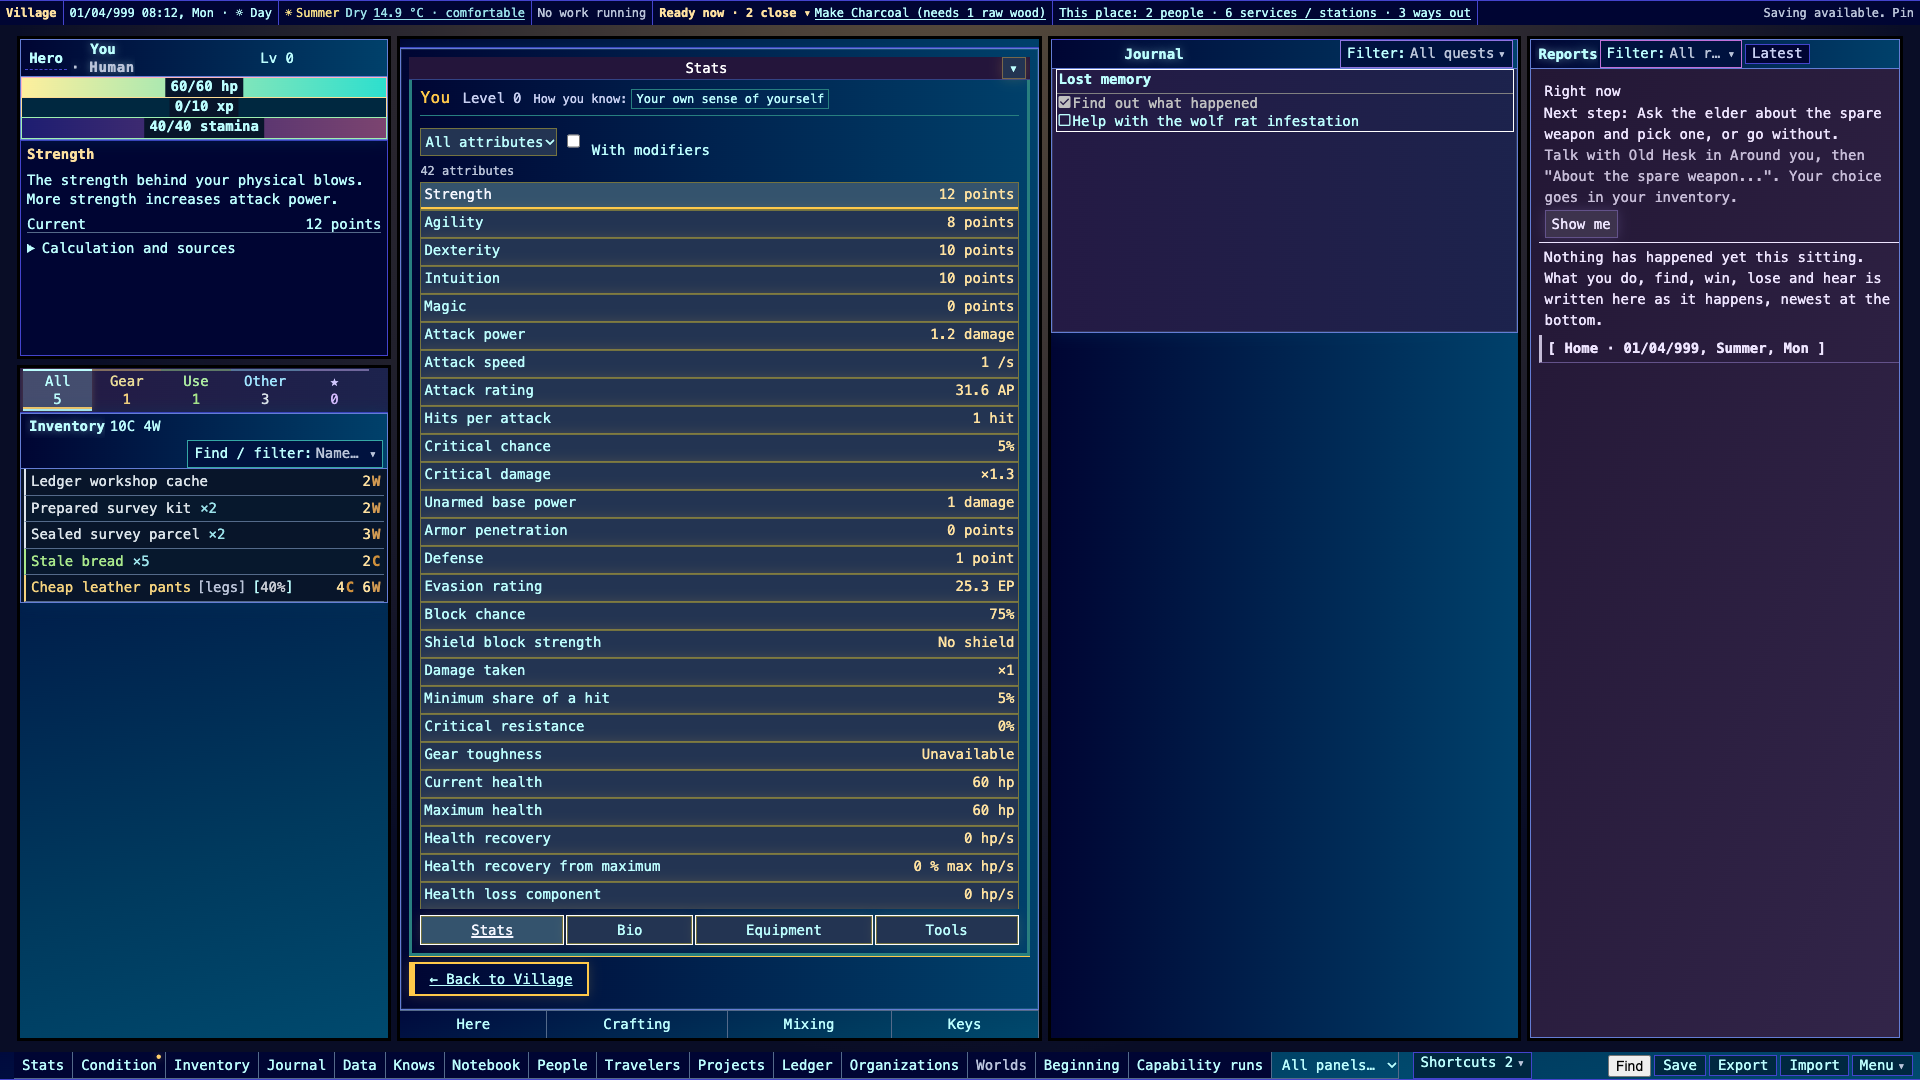 Village 01/04/999 08:12, Mon · ☀ Day ☀ Summer Dry 14.9 °C · comfortable No work running Ready now · 2 close ▾ Make Charcoal (needs 1 raw wood) This place: 2 people · 6 services / stations · 3 ways out Saving available. Pin
Hero · You Human Lv 0
60/60 hp
0/10 xp
40/40 stamina
Strength
The strength behind your physical blows.
More strength increases attack power.
Current 12 points
▶ Calculation and sources
All 5 Gear 1 Use 1 Other 3 ★ 0
Inventory 10C 4W
Find / filter: Name… ▾
Ledger workshop cache 2W
Prepared survey kit ×2 2W
Sealed survey parcel ×2 3W
Stale bread ×5 2C
Cheap leather pants [legs] [40%] 4C 6W
Stats ▼
You Level 0 How you know: Your own sense of yourself
All attributes With modifiers
42 attributes
Strength 12 points
Agility 8 points
Dexterity 10 points
Intuition 10 points
Magic 0 points
Attack power 1.2 damage
Attack speed 1 /s
Attack rating 31.6 AP
Hits per attack 1 hit
Critical chance 5%
Critical damage ×1.3
Unarmed base power 1 damage
Armor penetration 0 points
Defense 1 point
Evasion rating 25.3 EP
Block chance 75%
Shield block strength No shield
Damage taken ×1
Minimum share of a hit 5%
Critical resistance 0%
Gear toughness Unavailable
Current health 60 hp
Maximum health 60 hp
Health recovery 0 hp/s
Health recovery from maximum 0 % max hp/s
Health loss component 0 hp/s
Stats Bio Equipment Tools
← Back to Village
Here Crafting Mixing Keys
Journal Filter: All quests ▾
Lost memory
Find out what happened
Help with the wolf rat infestation
Reports Filter: All r… ▾ Latest
Right now
Next step: Ask the elder about the spare
weapon and pick one, or go without.
Talk with Old Hesk in Around you, then
"About the spare weapon...". Your choice
goes in your inventory.
Show me
Nothing has happened yet this sitting.
What you do, find, win, lose and hear is
written here as it happens, newest at the
bottom.
[ Home · 01/04/999, Summer, Mon ]
Stats Condition Inventory Journal Data Knows Notebook People Travelers Projects Ledger Organizations Worlds Beginning Capability runs All panels… Shortcuts 2 ▾ Find Save Export Import Menu ▾